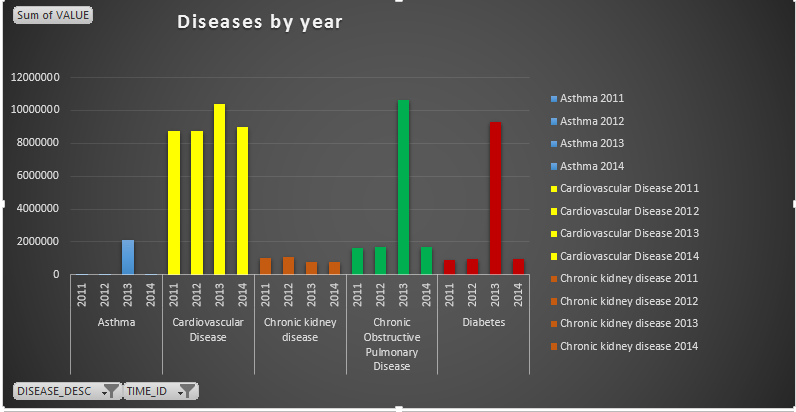 Sum of VALUE
Diseases by year
12000000
10000000
8000000
6000000
4000000
2000000
0
2011 2012 2013 2014 2011 2012 2013 2014 2011 2012 2013 2014 2011 2012 2013 2014 2011 2012 2013 2014
Asthma
Cardiovascular
Disease
Chronic kidney
disease
Chronic
Obstructive
Pulmonary
Disease
Diabetes
Asthma 2011
Asthma 2012
Asthma 2013
Asthma 2014
Cardiovascular Disease 2011
Cardiovascular Disease 2012
Cardiovascular Disease 2013
Cardiovascular Disease 2014
Chronic kidney disease 2011
Chronic kidney disease 2012
Chronic kidney disease 2013
Chronic kidney disease 2014
DISEASE_DESC
TIME_ID